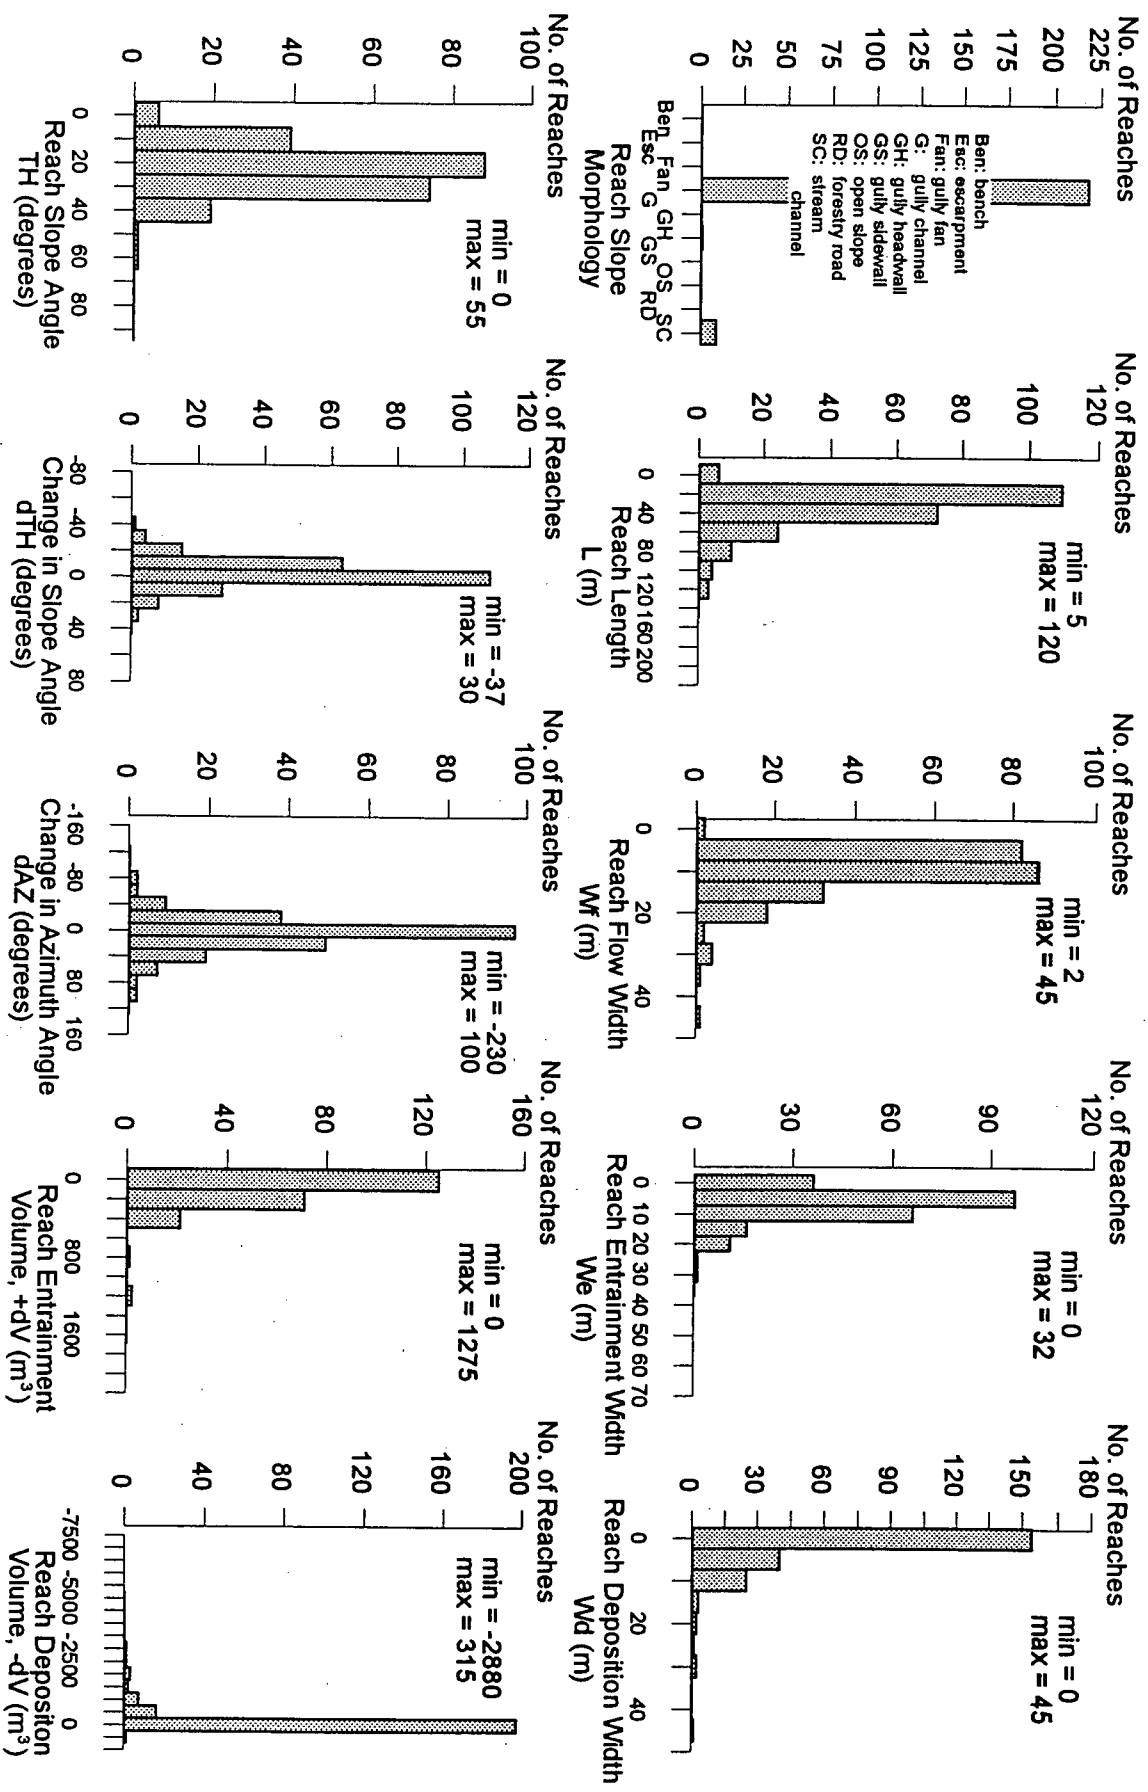 No. of Reaches
225
200
175
150
125
100
75
50
25
0
Ben: bench
Esc: escarpment
Fan: gully fan
G: gully channel
GH: gully headwall
GS: gully sidewall
OS: open slope
RD: forestry road
SC: stream
channel
Ben Fan GH OS SC
Esc G GS RD
Reach Slope
Morphology
No. of Reaches
120
100
80
60
40
20
0
min = 5
max = 120
0 40 80 120 160 200
Reach Length
L (m)
No. of Reaches
100
80
60
40
20
0
min = 2
max = 45
0 20 40
Reach Flow Width
Wf (m)
No. of Reaches
120
90
60
30
0
min = 0
max = 32
0 10 20 30 40 50 60 70
Reach Entrainment Width
We (m)
No. of Reaches
180
150
120
90
60
30
0
min = 0
max = 45
0 20 40
Reach Deposition Width
Wd (m)
No. of Reaches
100
80
60
40
20
0
min = 0
max = 55
0 20 40 60 80
Reach Slope Angle
TH (degrees)
No. of Reaches
120
100
80
60
40
20
0
min = -37
max = 30
-80 -40 0 40 80
Change in Slope Angle
dTH (degrees)
No. of Reaches
100
80
60
40
20
0
min = -230
max = 100
-160 -80 0 80 160
Change in Azimuth Angle
dAZ (degrees)
No. of Reaches
160
120
80
40
0
min = 0
max = 1275
0 800 1600
Reach Entrainment
Volume, +dV (m³)
No. of Reaches
200
160
120
80
40
0
min = -2880
max = 315
-7500 -5000 -2500 0
Reach Depositon
Volume, -dV (m³)